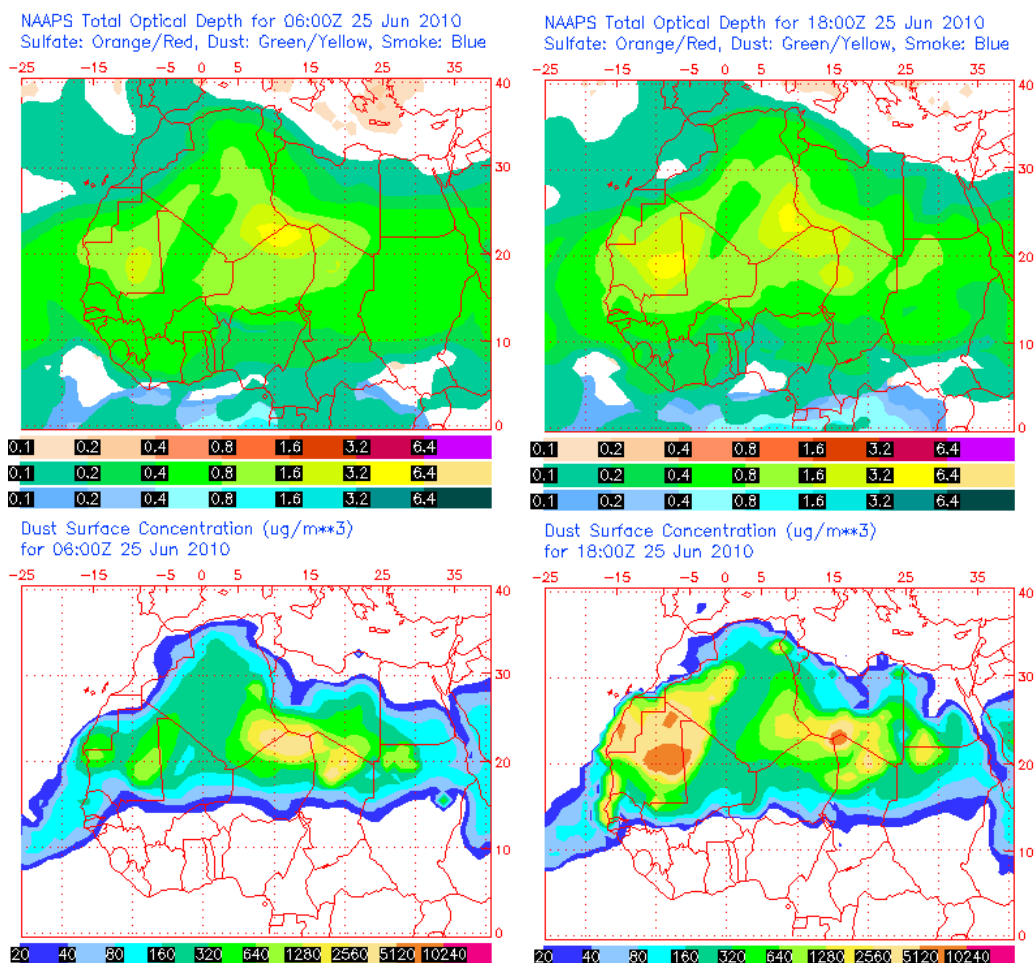 NAAPS Total Optical Depth for 06:00Z 25 Jun 2010
Sulfate: Orange/Red, Dust: Green/Yellow, Smoke: Blue
-25 -15 -5 0 5 15 25 35
40
30
20
10
0
0.1 0.2 0.4 0.8 1.6 3.2 6.4
0.1 0.2 0.4 0.8 1.6 3.2 6.4
0.1 0.2 0.4 0.8 1.6 3.2 6.4
NAAPS Total Optical Depth for 18:00Z 25 Jun 2010
Sulfate: Orange/Red, Dust: Green/Yellow, Smoke: Blue
-25 -15 -5 0 5 15 25 35
40
30
20
10
0
0.1 0.2 0.4 0.8 1.6 3.2 6.4
0.1 0.2 0.4 0.8 1.6 3.2 6.4
0.1 0.2 0.4 0.8 1.6 3.2 6.4
Dust Surface Concentration (ug/m**3)
for 06:00Z 25 Jun 2010
-25 -15 -5 0 5 15 25 35
40
30
20
10
0
20 40 80 160 320 640 1280 2560 5120 10240
Dust Surface Concentration (ug/m**3)
for 18:00Z 25 Jun 2010
-25 -15 -5 0 5 15 25 35
40
30
20
10
0
20 40 80 160 320 640 1280 2560 5120 10240